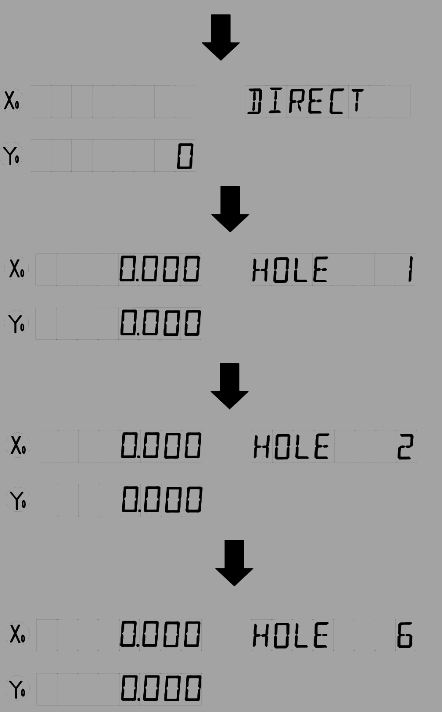 X₀ DIRECT
Y₀ 0
X₀ 0.000 HOLE 1
Y₀ 0.000
X₀ 0.000 HOLE 2
Y₀ 0.000
X₀ 0.000 HOLE 6
Y₀ 0.000